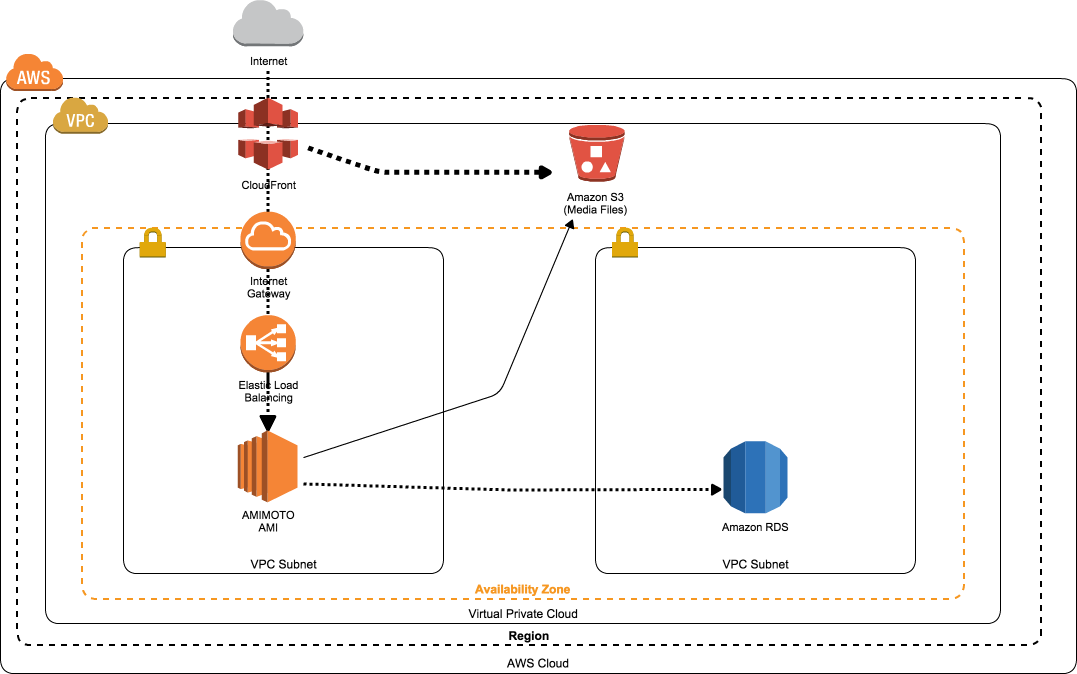 Internet
AWS
VPC
CloudFront
Amazon S3
(Media Files)
Internet
Gateway
Elastic Load
Balancing
AMIMOTO
AMI
Amazon RDS
VPC Subnet
VPC Subnet
Availability Zone
Virtual Private Cloud
Region
AWS Cloud